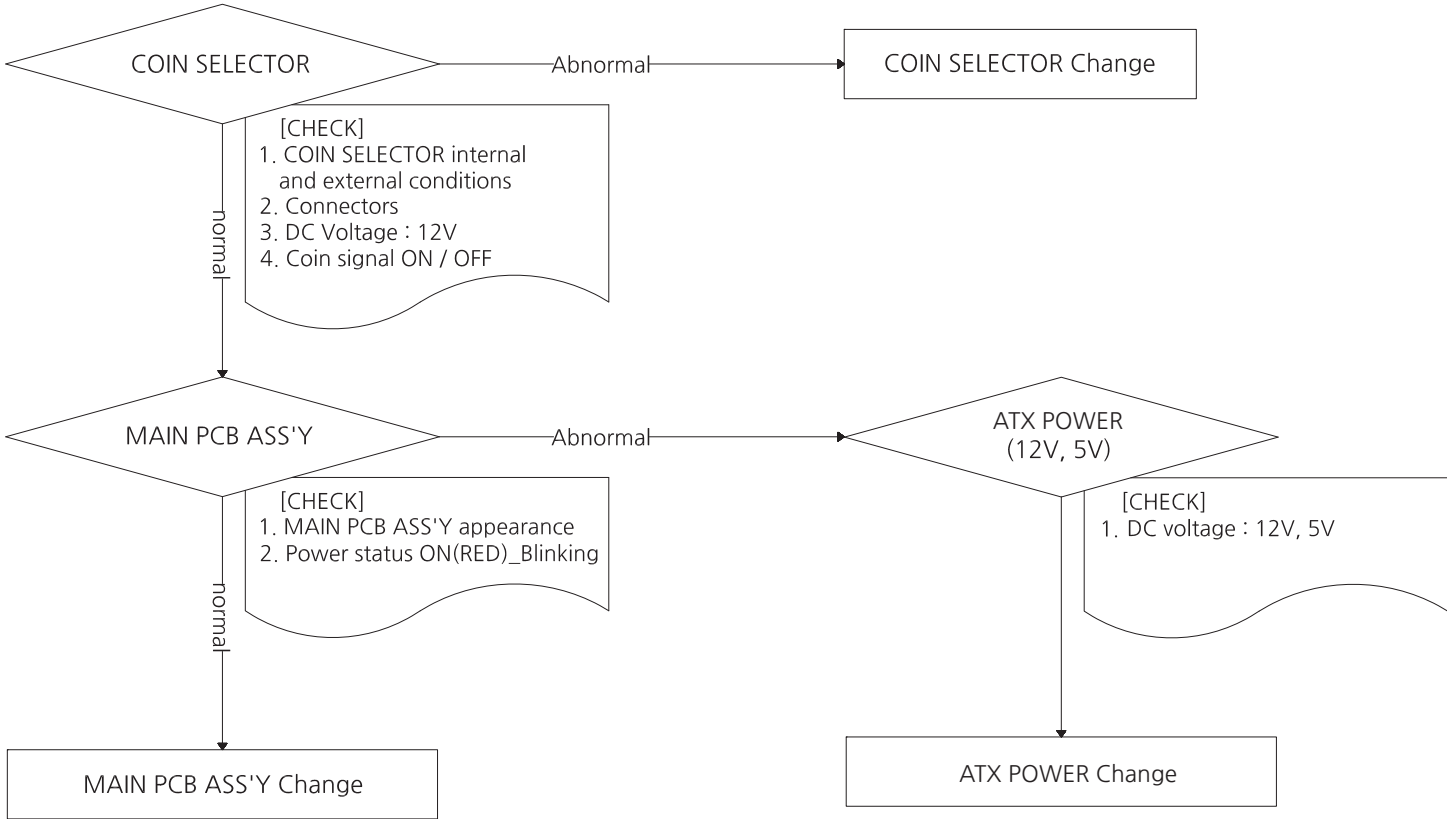 COIN SELECTOR
Abnormal
COIN SELECTOR Change
[CHECK]
1. COIN SELECTOR internal
and external conditions
2. Connectors
3. DC Voltage : 12V
4. Coin signal ON / OFF
normal
MAIN PCB ASS'Y
Abnormal
ATX POWER
(12V, 5V)
[CHECK]
1. MAIN PCB ASS'Y appearance
2. Power status ON(RED)_Blinking
[CHECK]
1. DC voltage : 12V, 5V
normal
MAIN PCB ASS'Y Change
ATX POWER Change